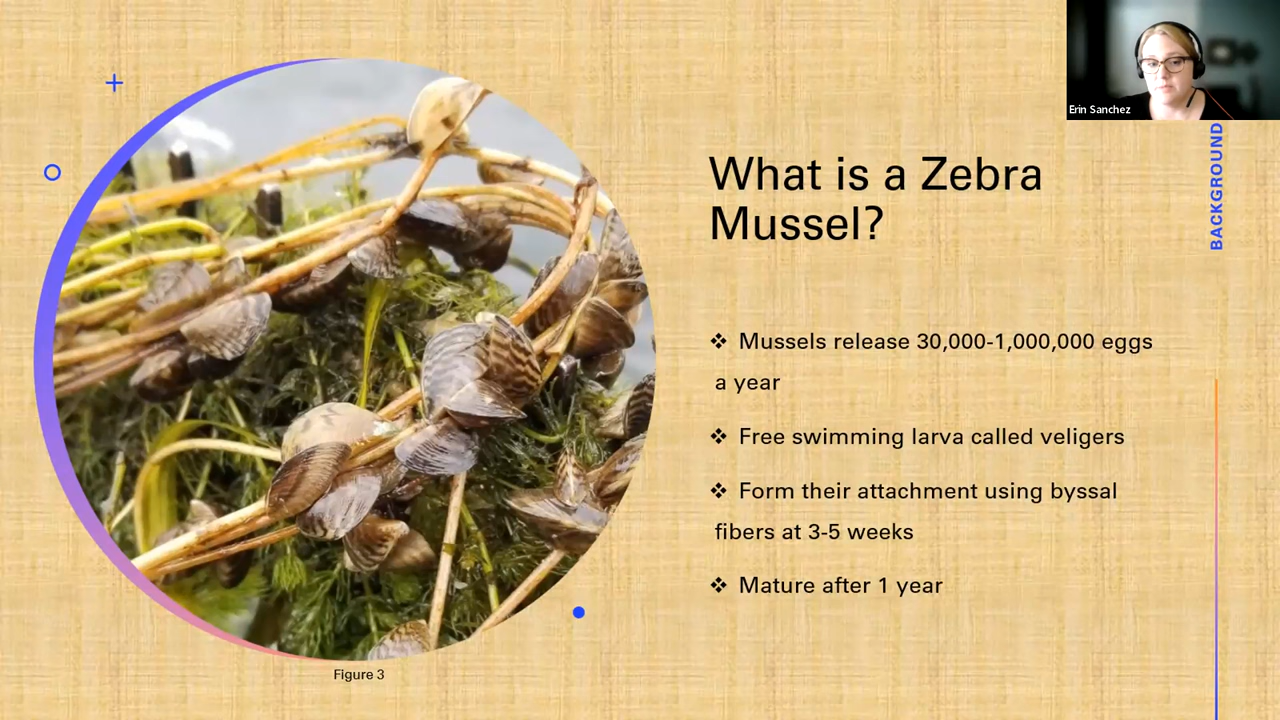 Erin Sanchez
BACKGROUND
What is a Zebra
Mussel?
❖ Mussels release 30,000-1,000,000 eggs
a year
❖ Free swimming larva called veligers
❖ Form their attachment using byssal
fibers at 3-5 weeks
❖ Mature after 1 year
Figure 3